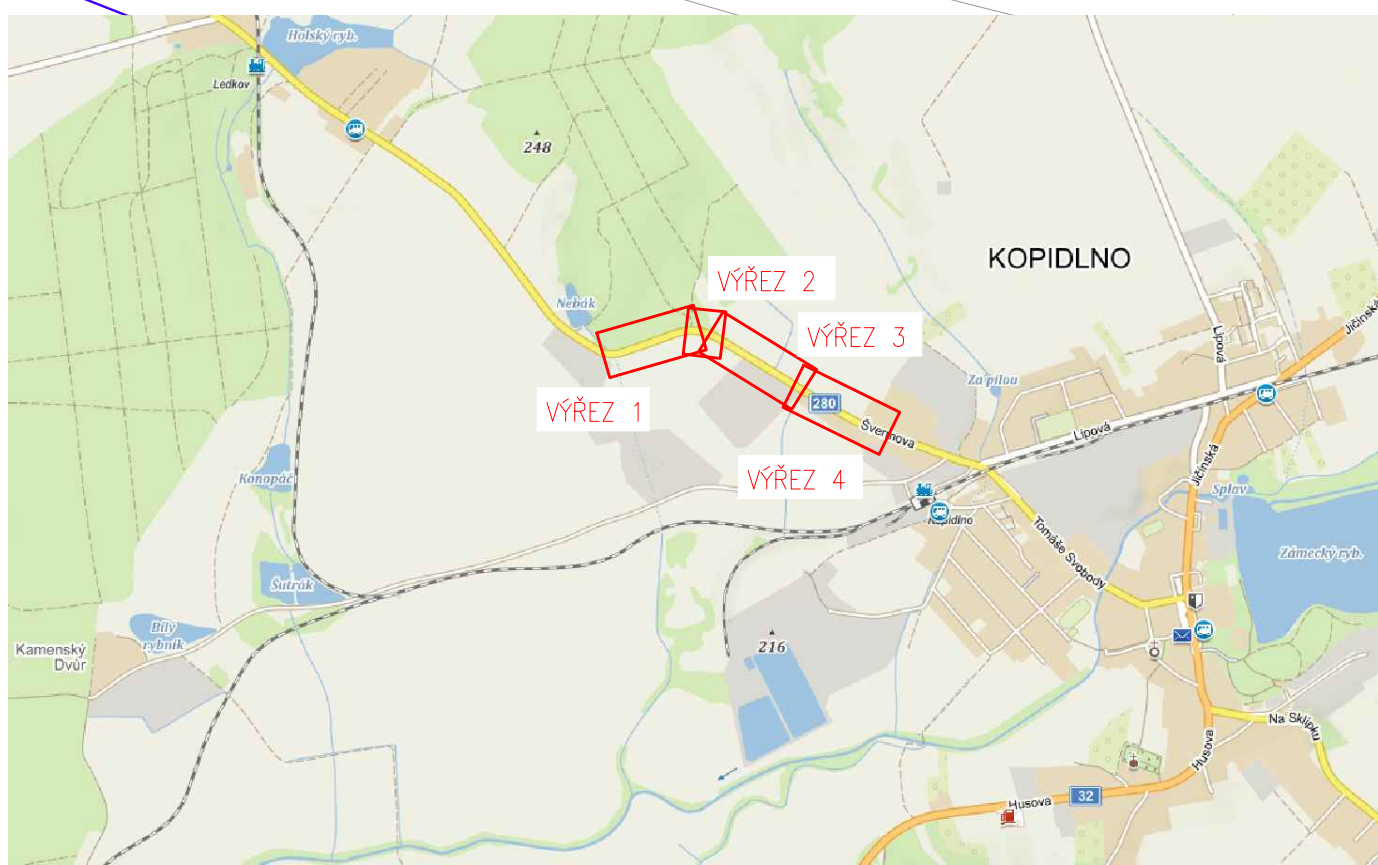 Holský ryb.
Ledkov
248
KOPIDLNO
Nebák
VÝŘEZ 2
VÝŘEZ 3
VÝŘEZ 1
VÝŘEZ 4
280
Švermova
Za pilou
Lipová
Lipová
Jičínská
Jičínská
Konopáč
Kopidlno
Splav
Tomáše Svobody
Zámecký ryb.
Šutrák
Bílý
rybník
Kamenský
Dvůr
216
Na Sklípku
Husova
Husova
32